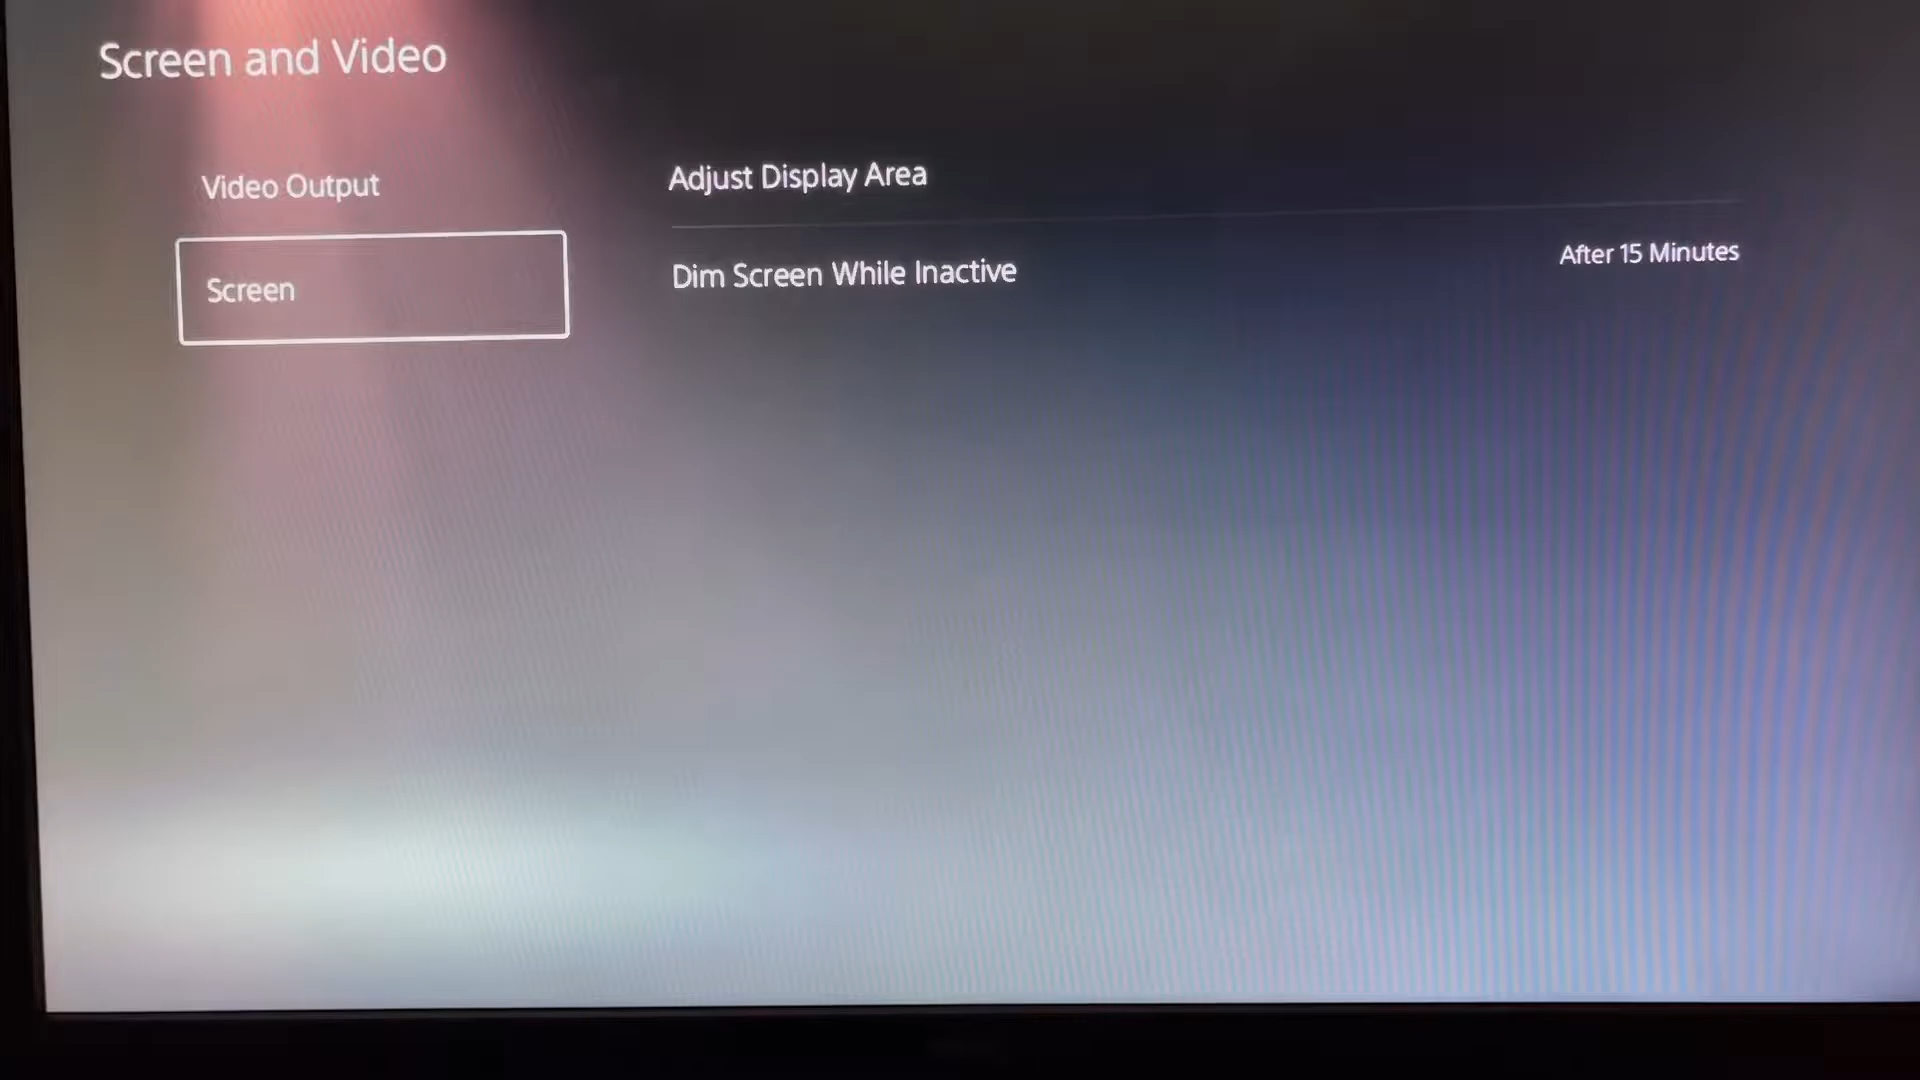 Screen and Video
Video Output
Screen
Adjust Display Area
Dim Screen While Inactive
After 15 Minutes